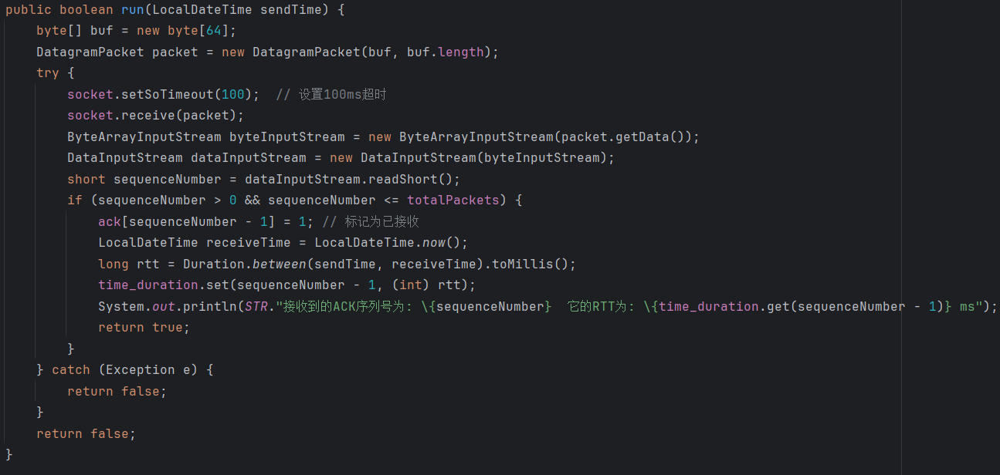 public boolean run(LocalDateTime sendTime) {
    byte[] buf = new byte[64];
    DatagramPacket packet = new DatagramPacket(buf, buf.length);
    try {
        socket.setSoTimeout(100);  // 设置100ms超时
        socket.receive(packet);
        ByteArrayInputStream byteInputStream = new ByteArrayInputStream(packet.getData());
        DataInputStream dataInputStream = new DataInputStream(byteInputStream);
        short sequenceNumber = dataInputStream.readShort();
        if (sequenceNumber > 0 && sequenceNumber <= totalPackets) {
            ack[sequenceNumber - 1] = 1; // 标记为已接收
            LocalDateTime receiveTime = LocalDateTime.now();
            long rtt = Duration.between(sendTime, receiveTime).toMillis();
            time_duration.set(sequenceNumber - 1, (int) rtt);
            System.out.println(STR."接收到的ACK序列号为: \{sequenceNumber}  它的RTT为: \{time_duration.get(sequenceNumber - 1)} ms");
            return true;
        }
    } catch (Exception e) {
        return false;
    }
    return false;
}